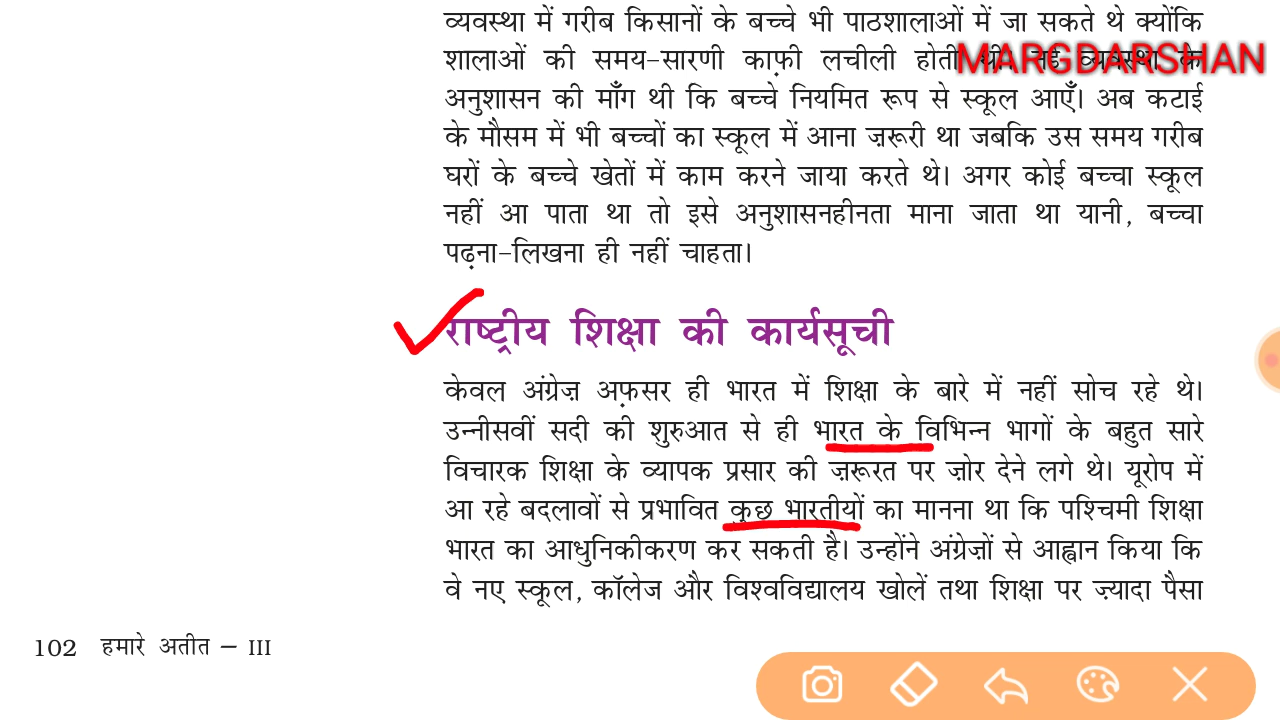 व्यवस्था में गरीब किसानों के बच्चे भी पाठशालाओं में जा सकते थे क्योंकि
शालाओं की समय-सारणी काफ़ी लचीली होती थी। नई व्यवस्था के
MARGDARSHAN
अनुशासन की माँग थी कि बच्चे नियमित रूप से स्कूल आएँ। अब कटाई
के मौसम में भी बच्चों का स्कूल में आना ज़रूरी था जबकि उस समय गरीब
घरों के बच्चे खेतों में काम करने जाया करते थे। अगर कोई बच्चा स्कूल
नहीं आ पाता था तो इसे अनुशासनहीनता माना जाता था यानी, बच्चा
पढ़ना-लिखना ही नहीं चाहता।
राष्ट्रीय शिक्षा की कार्यसूची
केवल अंग्रेज़ अफ़सर ही भारत में शिक्षा के बारे में नहीं सोच रहे थे।
उन्नीसवीं सदी की शुरुआत से ही भारत के विभिन्न भागों के बहुत सारे
विचारक शिक्षा के व्यापक प्रसार की ज़रूरत पर ज़ोर देने लगे थे। यूरोप में
आ रहे बदलावों से प्रभावित कुछ भारतीयों का मानना था कि पश्चिमी शिक्षा
भारत का आधुनिकीकरण कर सकती है। उन्होंने अंग्रेज़ों से आह्वान किया कि
वे नए स्कूल, कॉलेज और विश्वविद्यालय खोलें तथा शिक्षा पर ज़्यादा पैसा
102 हमारे अतीत – III